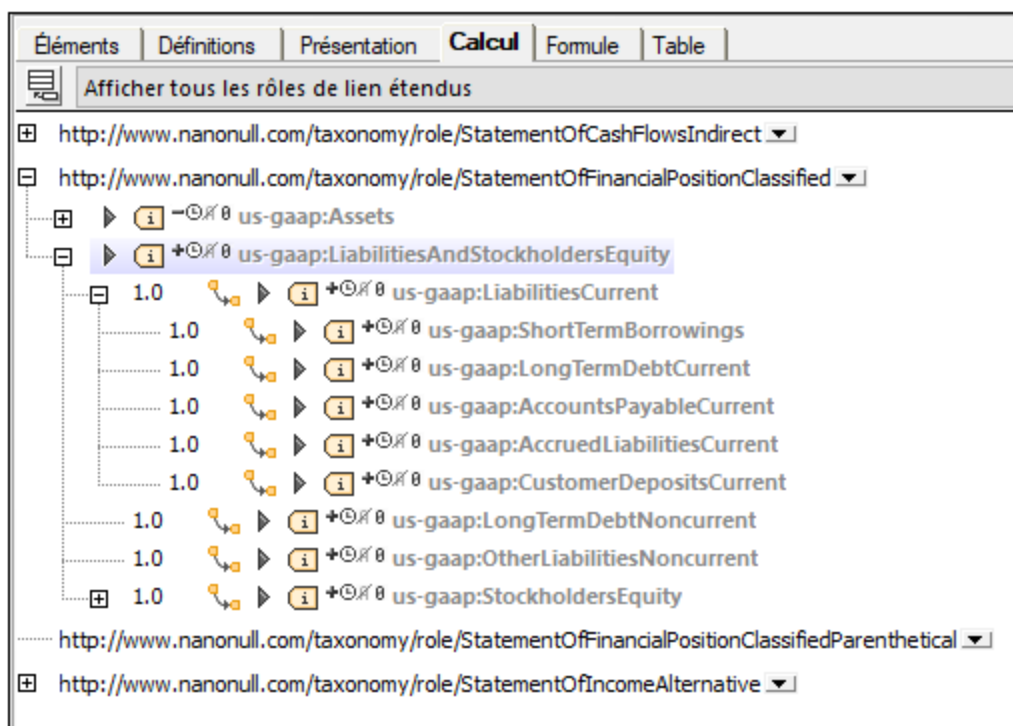 Éléments Définitions Présentation Calcul Formule Table
Afficher tous les rôles de lien étendus
http://www.nanonull.com/taxonomy/role/StatementOfCashFlowsIndirect
http://www.nanonull.com/taxonomy/role/StatementOfFinancialPositionClassified
us-gaap:Assets
us-gaap:LiabilitiesAndStockholdersEquity
1.0 us-gaap:LiabilitiesCurrent
1.0 us-gaap:ShortTermBorrowings
1.0 us-gaap:LongTermDebtCurrent
1.0 us-gaap:AccountsPayableCurrent
1.0 us-gaap:AccruedLiabilitiesCurrent
1.0 us-gaap:CustomerDepositsCurrent
1.0 us-gaap:LongTermDebtNoncurrent
1.0 us-gaap:OtherLiabilitiesNoncurrent
1.0 us-gaap:StockholdersEquity
http://www.nanonull.com/taxonomy/role/StatementOfFinancialPositionClassifiedParenthetical
http://www.nanonull.com/taxonomy/role/StatementOfIncomeAlternative